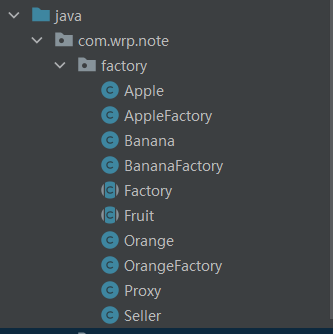 java
com.wrp.note
factory
Apple
AppleFactory
Banana
BananaFactory
Factory
Fruit
Orange
OrangeFactory
Proxy
Seller